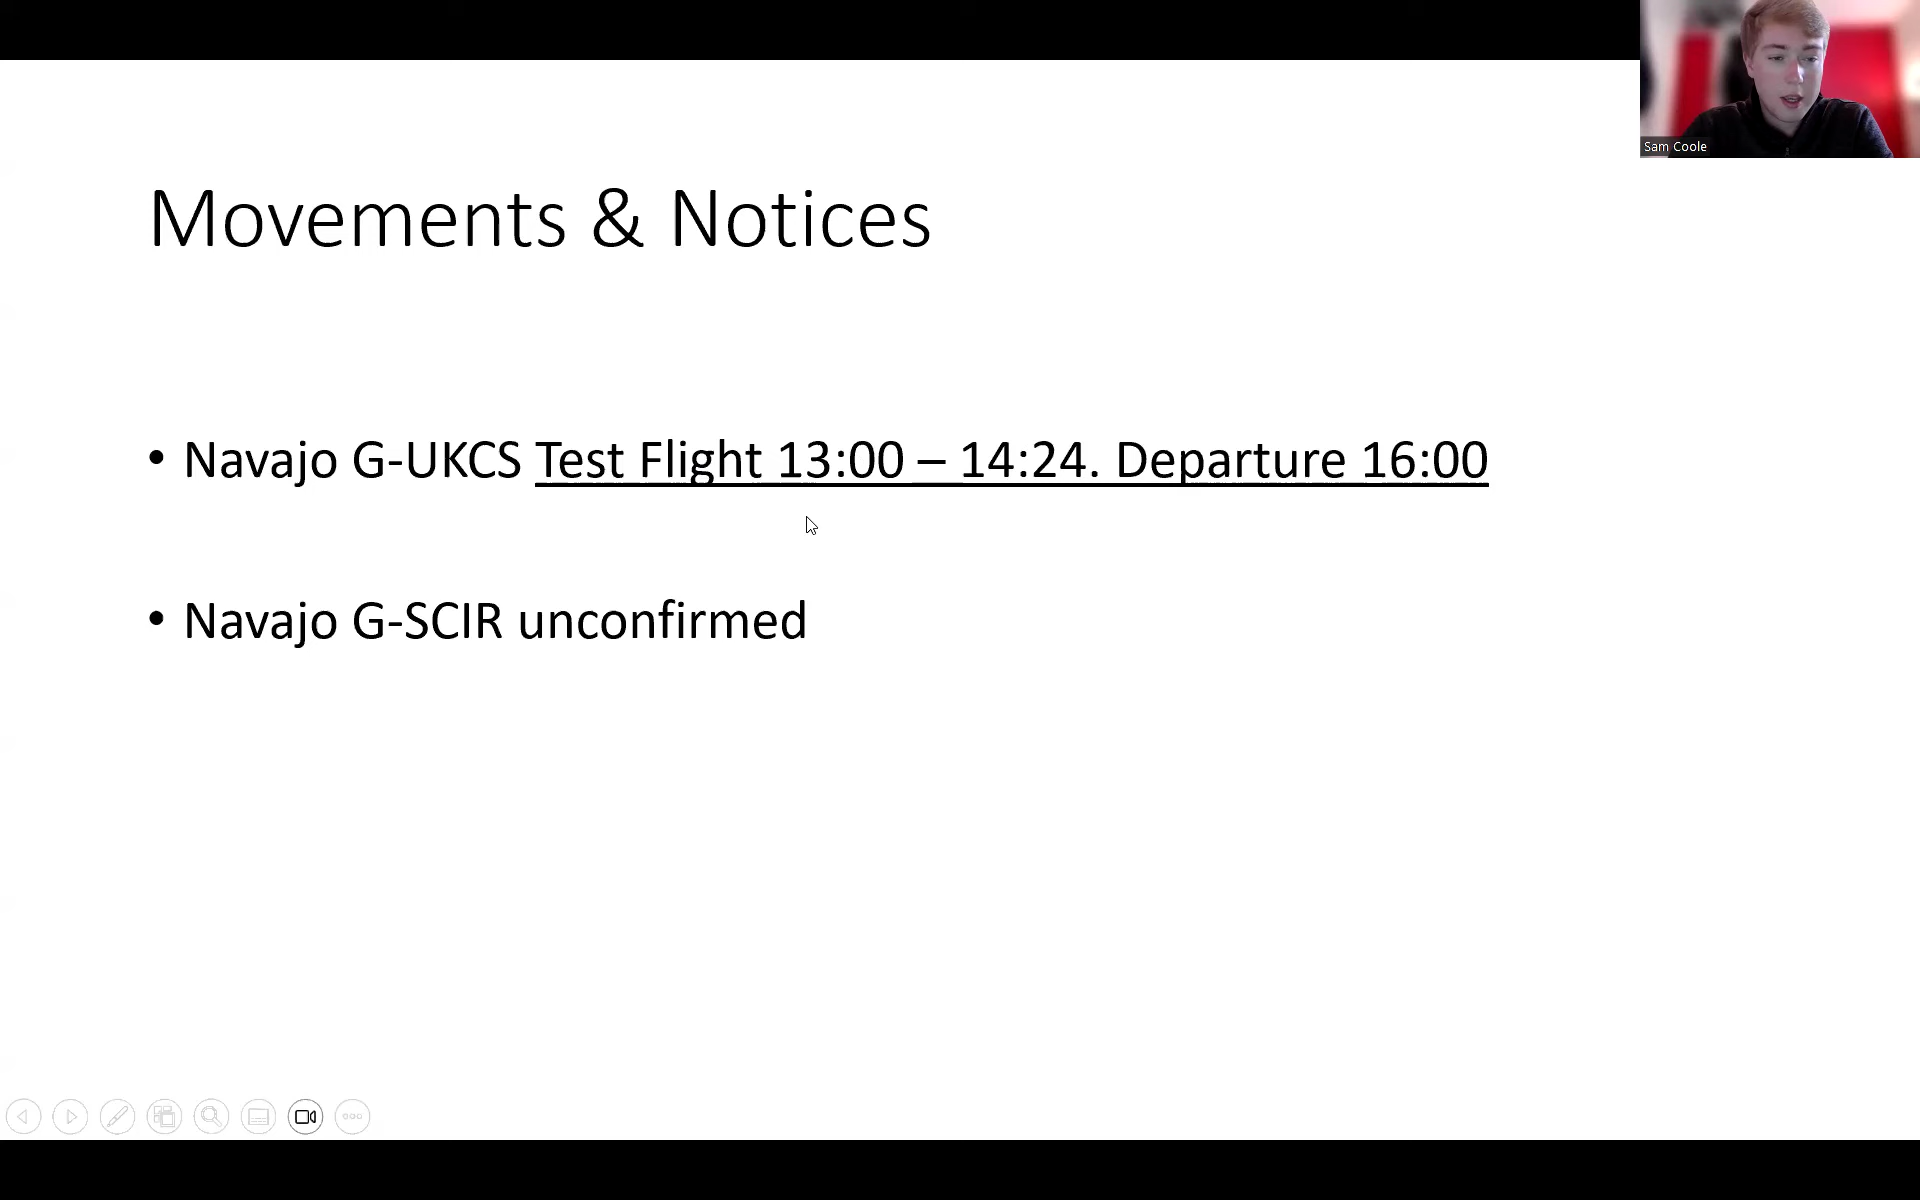 Sam Coole
Movements & Notices
• Navajo G-UKCS Test Flight 13:00 – 14:24. Departure 16:00
• Navajo G-SCIR unconfirmed